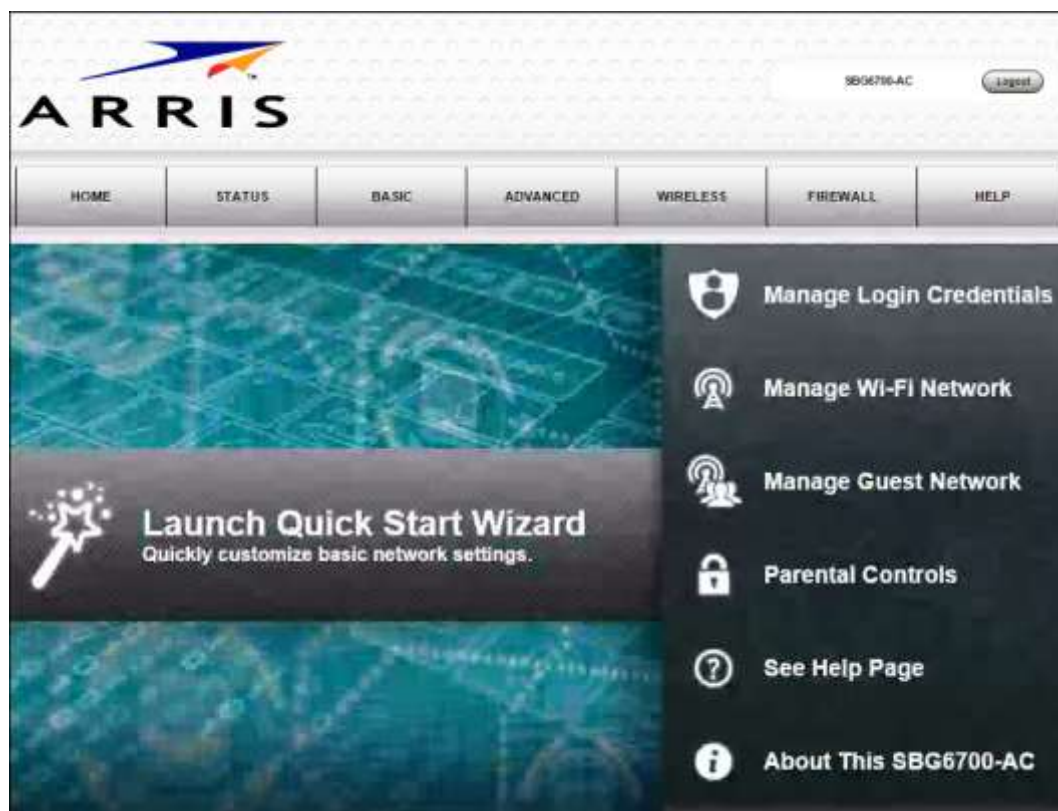 ARRIS
™
SBG6700-AC
Logout
HOME
STATUS
BASIC
ADVANCED
WIRELESS
FIREWALL
HELP
Launch Quick Start Wizard
Quickly customize basic network settings.
Manage Login Credentials
Manage Wi-Fi Network
Manage Guest Network
Parental Controls
See Help Page
About This SBG6700-AC